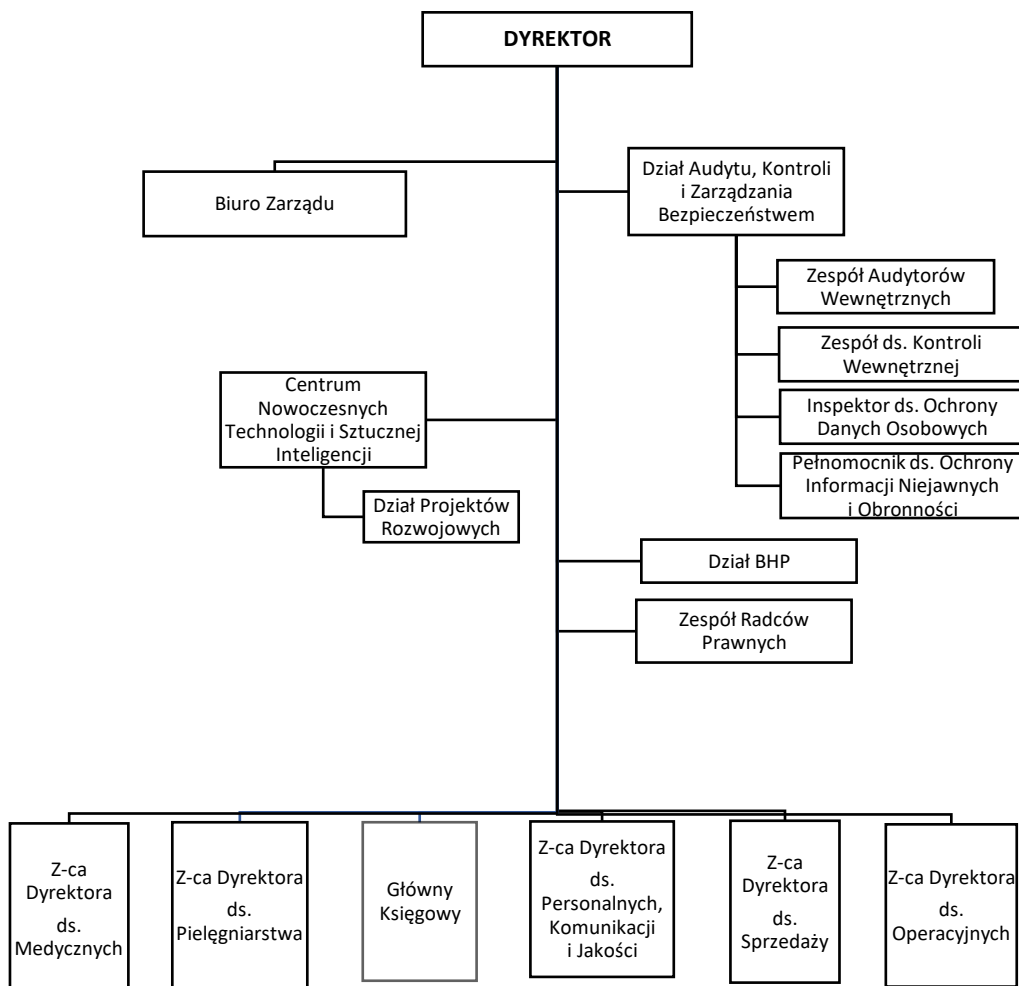 DYREKTOR
Biuro Zarządu
Dział Audytu, Kontroli
i Zarządzania
Bezpieczeństwem
Zespół Audytorów
Wewnętrznych
Zespół ds. Kontroli
Wewnętrznej
Centrum
Nowoczesnych
Technologii i Sztucznej
Inteligencji
Inspektor ds. Ochrony
Danych Osobowych
Pełnomocnik ds. Ochrony
Informacji Niejawnych
i Obronności
Dział Projektów
Rozwojowych
Dział BHP
Zespół Radców
Prawnych
Z-ca
Dyrektora
ds.
Medycznych
Z-ca Dyrektora
ds.
Pielęgniarstwa
Główny
Księgowy
Z-ca Dyrektora
ds.
Personalnych,
Komunikacji
i Jakości
Z-ca
Dyrektora
ds.
Sprzedaży
Z-ca Dyrektora
ds.
Operacyjnych